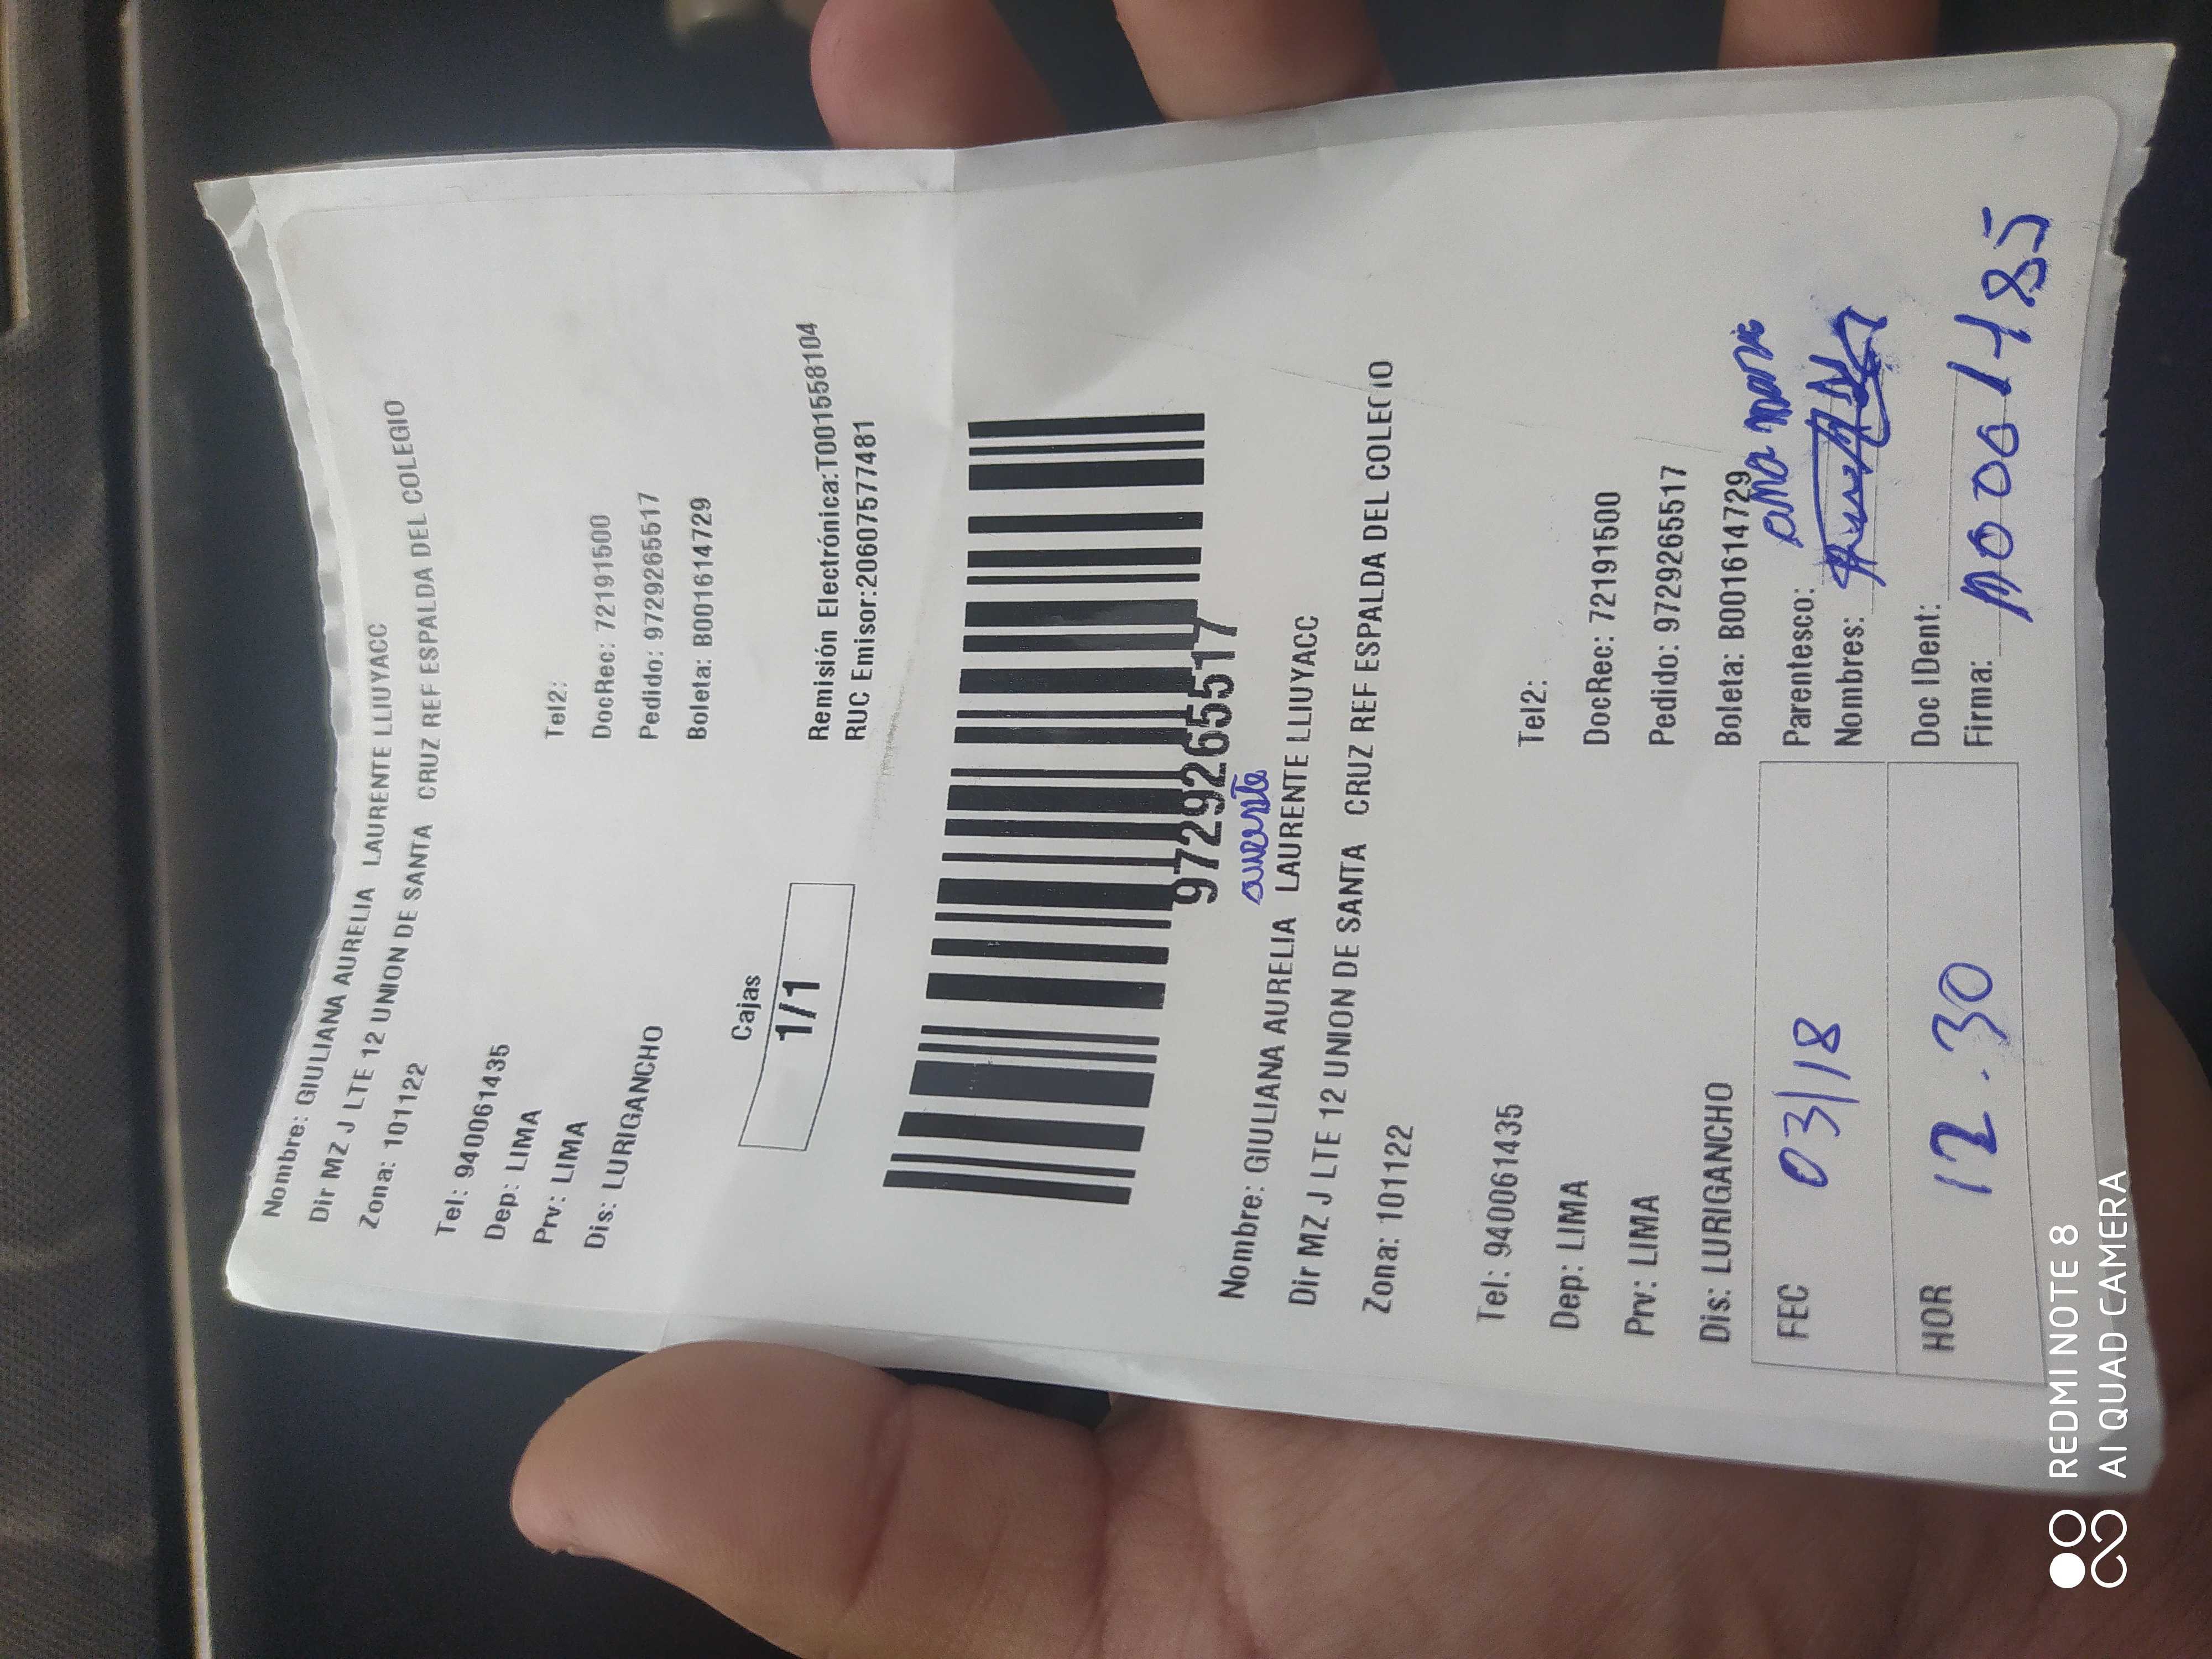 Nombre: GIULIANA AURELIA LAURENTE LLIUYACC
Dir MZ J LTE 12 UNION DE SANTA CRUZ REF ESPALDA DEL COLEGIO
Zona: 101122
Tel: 940061435
Tel2:
Dep: LIMA
DocRec: 72191500
Prv: LIMA
Pedido: 9729265517
Dis: LURIGANCHO
Boleta: B001614729
Cajas
1/1
Remisión Electrónica:T001558104
RUC Emisor:20607577481
9729265517
Nombre: GIULIANA AURELIA LAURENTE LLIUYACC
Dir MZ J LTE 12 UNION DE SANTA CRUZ REF ESPALDA DEL COLEGIO
Zona: 101122
Tel: 940061435
Tel2:
Dep: LIMA
DocRec: 72191500
Prv: LIMA
Pedido: 9729265517
Dis: LURIGANCHO
Boleta: B001614729
FEC 03/18
Parentesco:
Nombres:
HOR 12.30
Doc IDent:
Firma:
REDMI NOTE 8
AI QUAD CAMERA